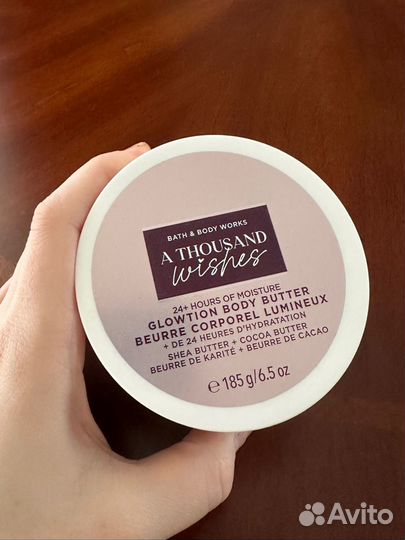 BATH & BODY WORKS
A THOUSAND
wishes
24+ HOURS OF MOISTURE
GLOWTION BODY BUTTER
BEURRE CORPOREL LUMINEUX
+ DE 24 HEURES D'HYDRATATION
SHEA BUTTER + COCOA BUTTER
BEURRE DE KARITÉ + BEURRE DE CACAO
e 185 g/6.5 oz
Avito